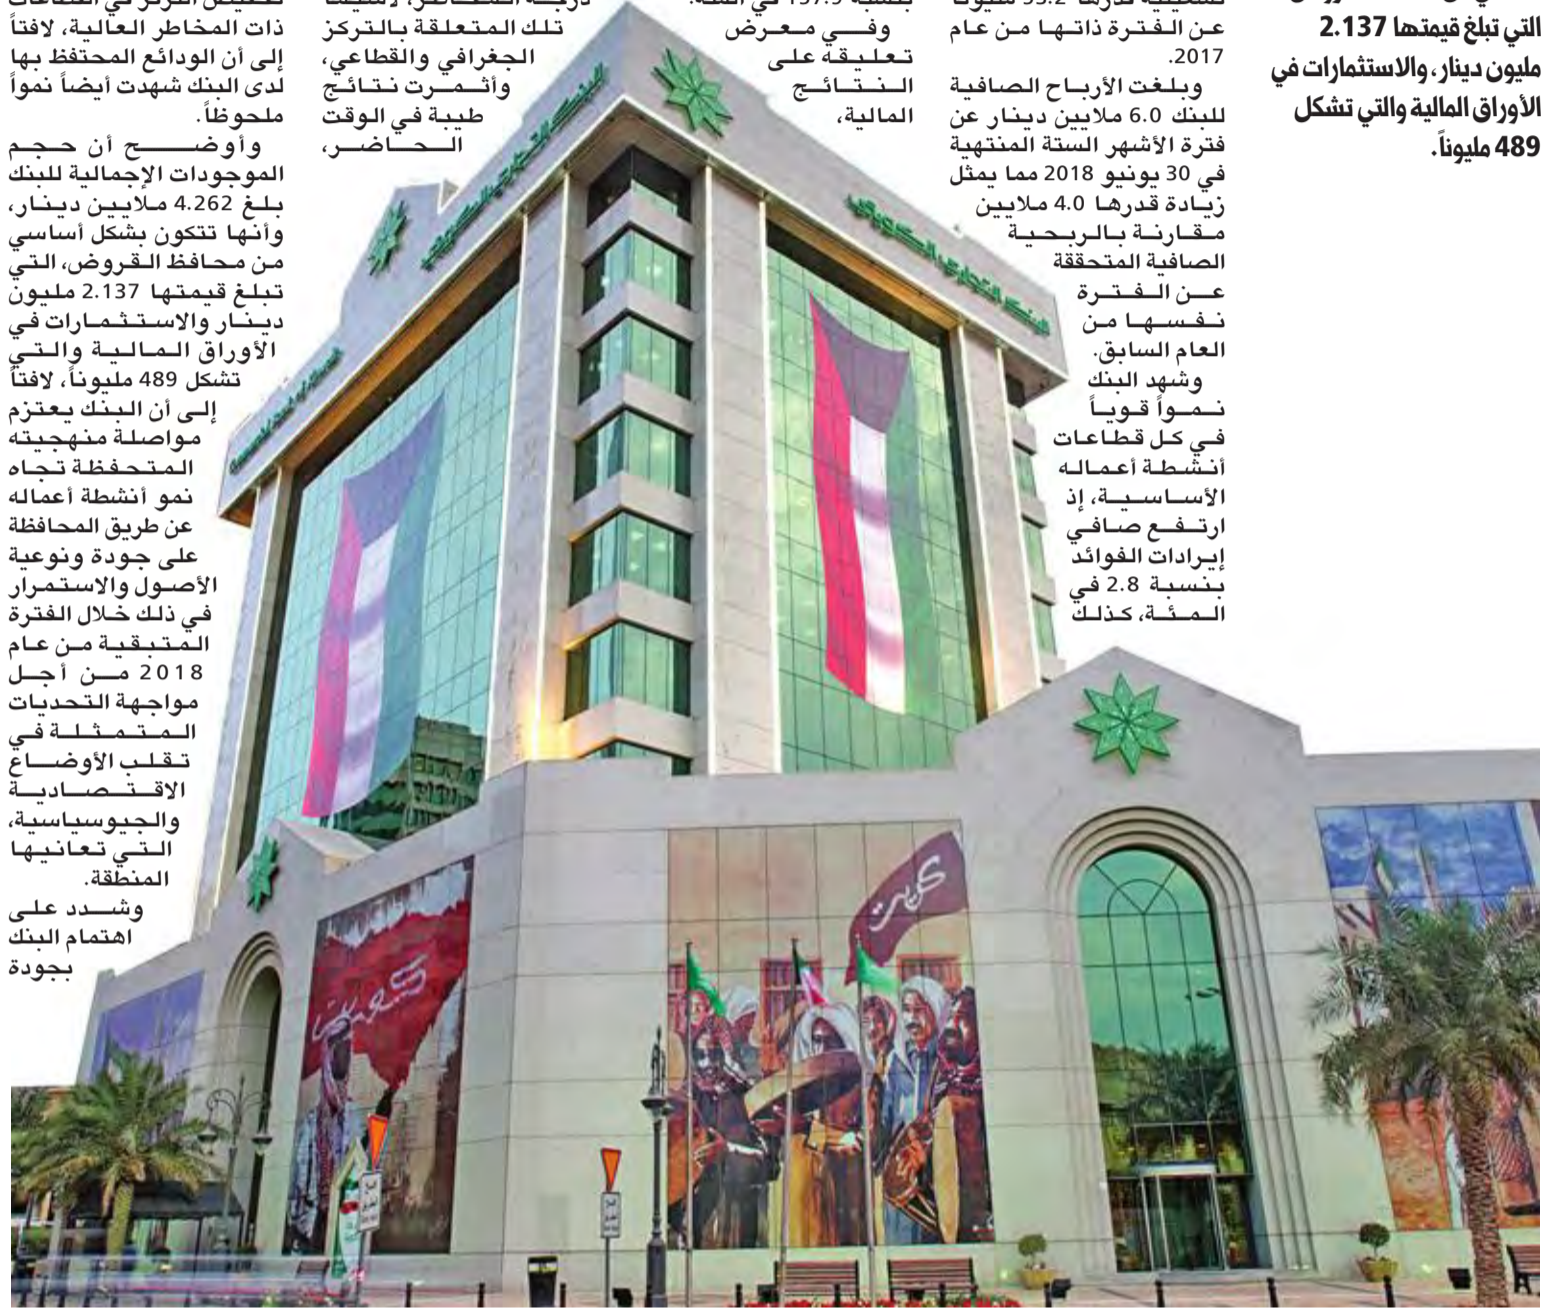 التي تبلغ قيمتها 2.137
مليون دينار، والاستثمارات في
الأوراق المالية والتي تشكل
489 مليوناً.
عن الفترة ذاتها من عام
2017.
وبلغت الأرباح الصافية
للبنك 6.0 ملايين دينار عن
فترة الأشهر الستة المنتهية
في 30 يونيو 2018 مما يمثل
زيادة قدرها 4.0 ملايين
مقارنة بالربحية
الصافية المتحققة
عن الفترة
نفسها من
العام السابق.
وشهد البنك
نمواً قوياً
في كل قطاعات
أنشطة أعماله
الأساسية، إذ
ارتفع صافي
إيرادات الفوائد
بنسبة 2.8 في
المئة، كذلك
وفي معرض
تعليقه على
النتائج
المالية،
تلك المتعلقة بالتركز
الجغرافي والقطاعي،
وأثمرت نتائج
طيبة في الوقت
الحاضر،
ذات المخاطر العالية، لافتاً
إلى أن الودائع المحتفظ بها
لدى البنك شهدت أيضاً نمواً
ملحوظاً.
وأوضح أن حجم
الموجودات الإجمالية للبنك
بلغ 4.262 ملايين دينار،
وأنها تتكون بشكل أساسي
من محافظ القروض، التي
تبلغ قيمتها 2.137 مليون
دينار والاستثمارات في
الأوراق المالية والتي
تشكل 489 مليوناً، لافتاً
إلى أن البنك يعتزم
مواصلة منهجيته
المتحفظة تجاه
نمو أنشطة أعماله
عن طريق المحافظة
على جودة ونوعية
الأصول والاستمرار
في ذلك خلال الفترة
المتبقية من عام
2018 من أجل
مواجهة التحديات
المتمثلة في
تقلب الأوضاع
الاقتصادية
والجيوسياسية،
التي تعانيها
المنطقة.
وشدد على
اهتمام البنك
بجودة
البنك التجاري الكويتي
البنك التجاري الكويتي
كويت